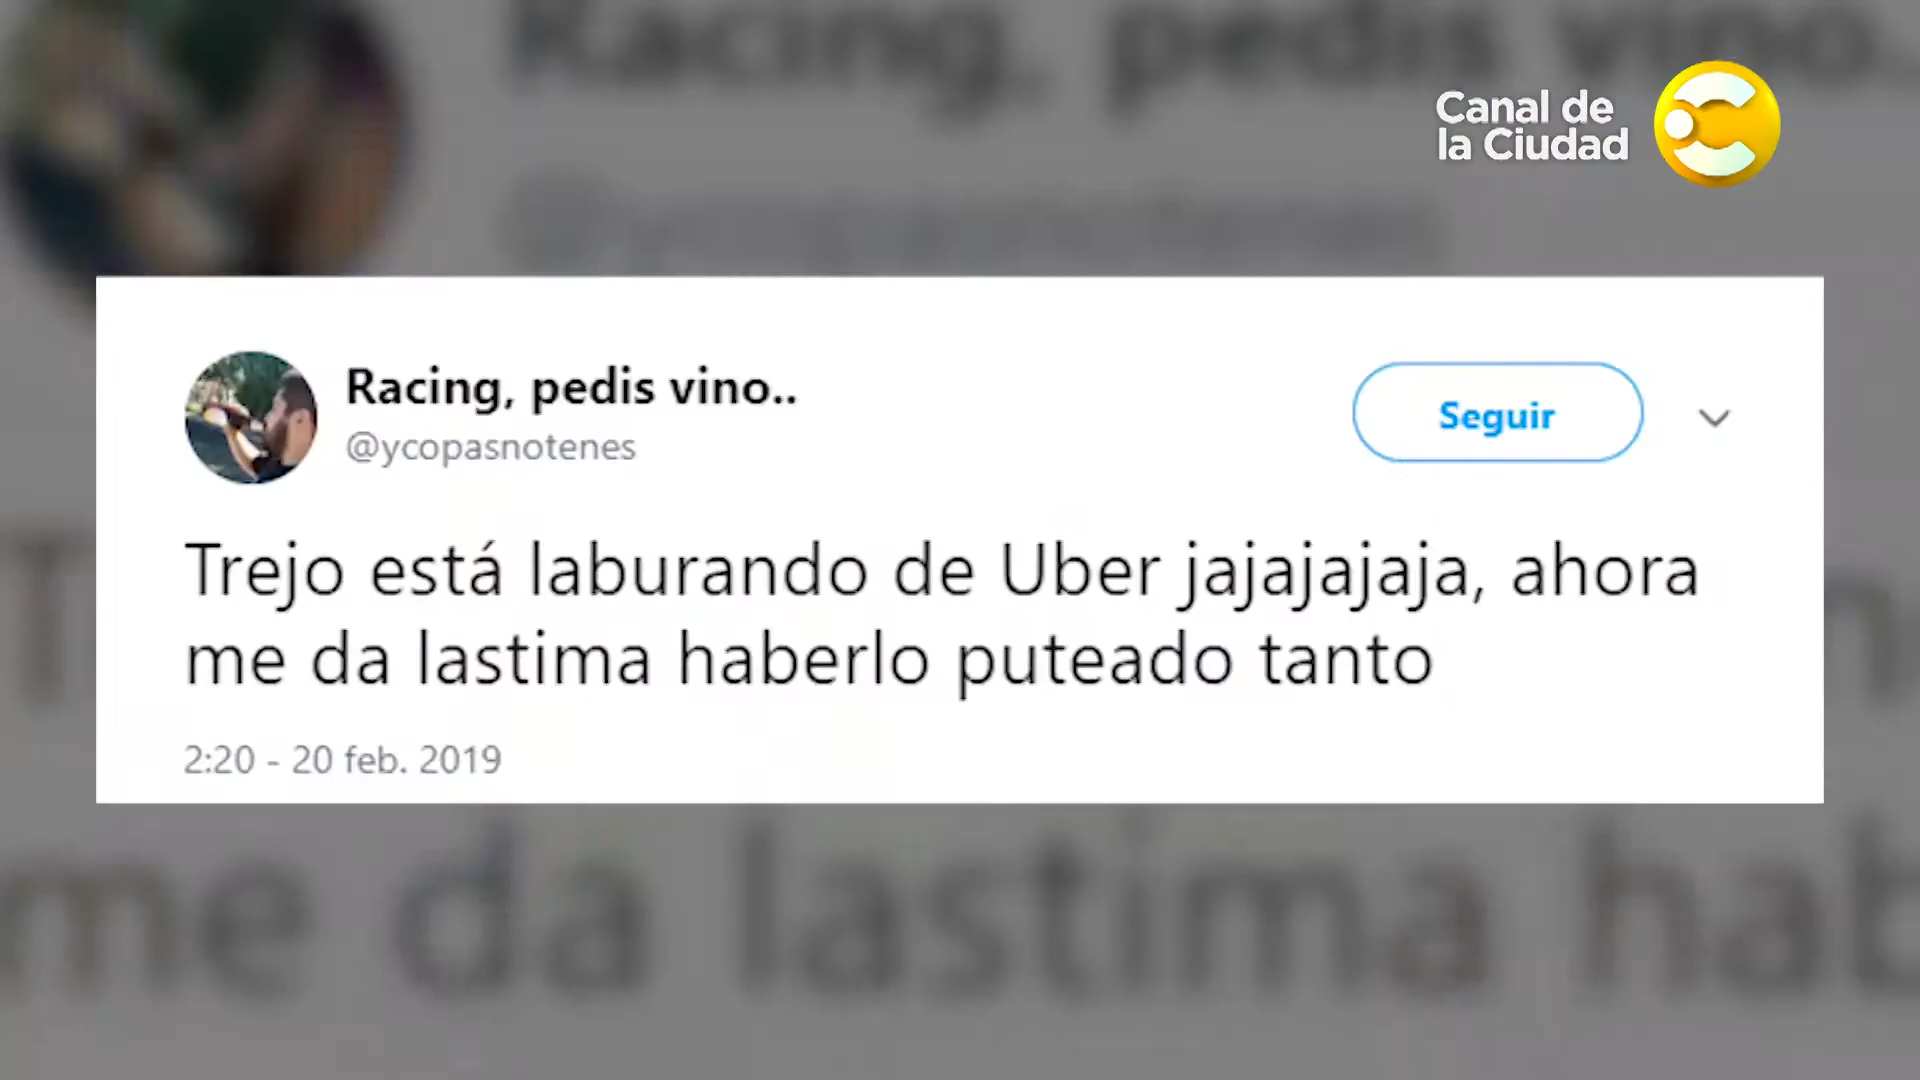 Canal de
la Ciudad
Racing, pedis vino..
@ycopasnotenes
Seguir
Trejo está laburando de Uber jajajajaja, ahora
me da lastima haberlo puteado tanto
2:20 - 20 feb. 2019